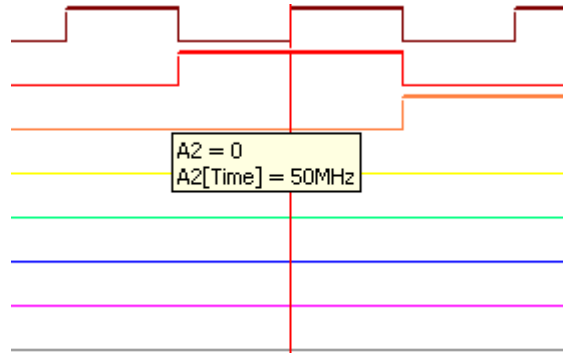 A2 = 0
A2[Time] = 50MHz